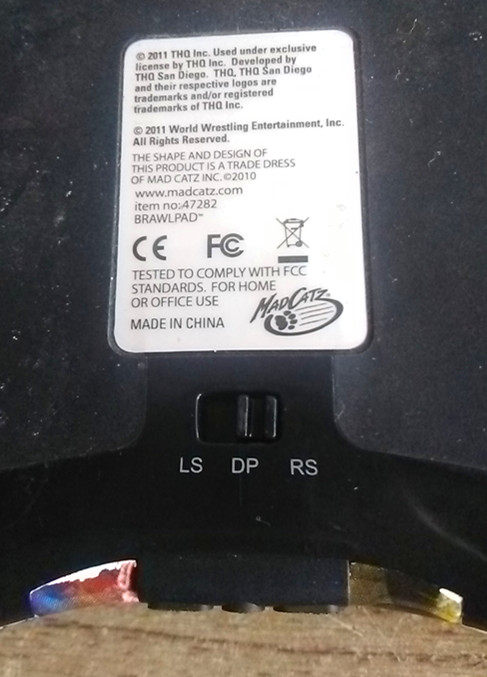 © 2011 THQ Inc. Used under exclusive
license by THQ Inc. Developed by
THQ San Diego. THQ, THQ San Diego
and their respective logos are
trademarks and/or registered
trademarks of THQ Inc.
© 2011 World Wrestling Entertainment, Inc.
All Rights Reserved.
THE SHAPE AND DESIGN OF
THIS PRODUCT IS A TRADE DRESS
OF MAD CATZ INC. ©2010
www.madcatz.com
item no:47282
BRAWLPAD™
CE FC
TESTED TO COMPLY WITH FCC
STANDARDS. FOR HOME
OR OFFICE USE
MADE IN CHINA
MAD CATZ®
LS DP RS